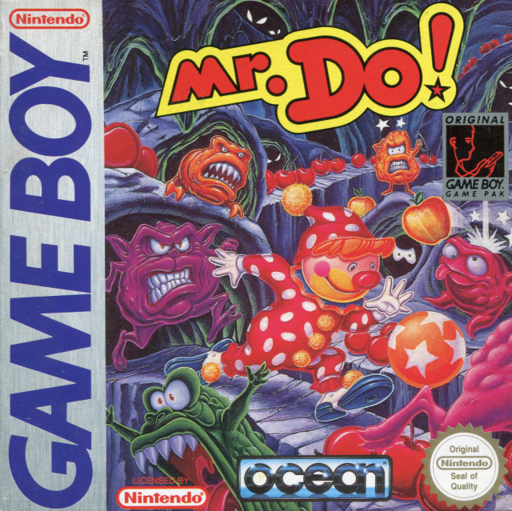 Nintendo
GAME BOY
TM
Mr. Do!
ORIGINAL
GAME BOY
GAME PAK
LICENSED BY
Nintendo
ocean
Original
Nintendo
Seal of
Quality